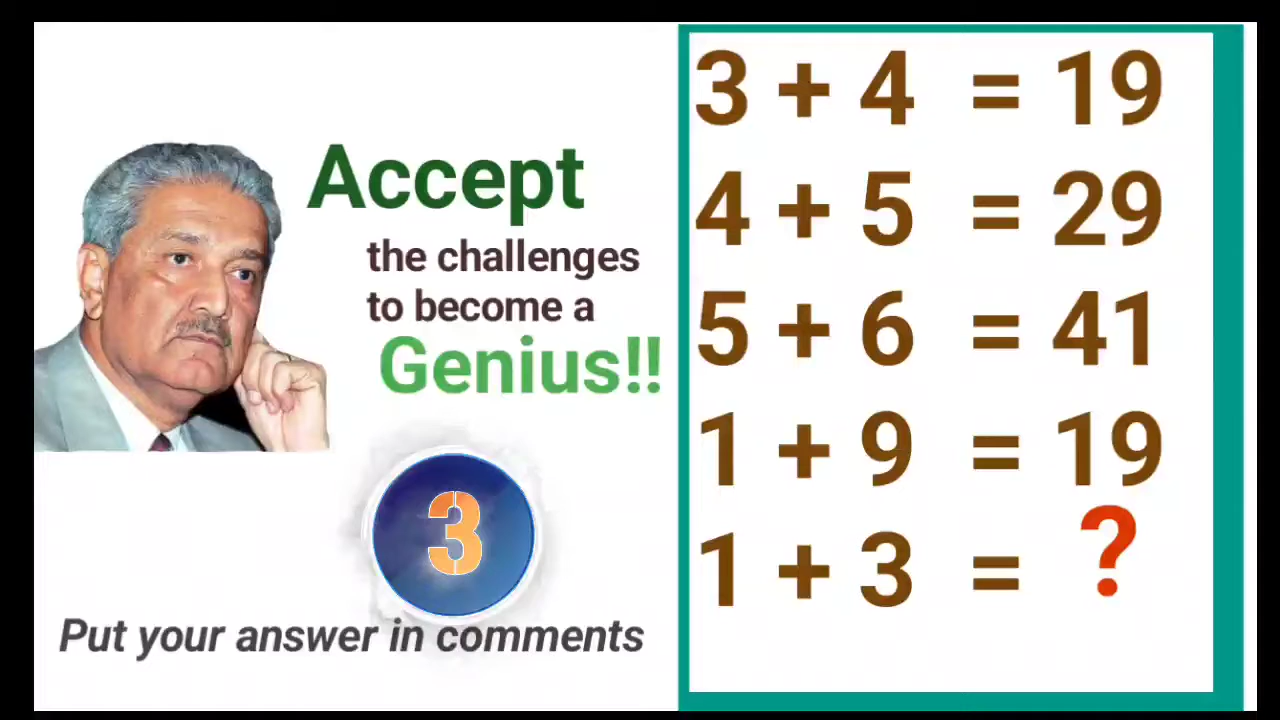 Accept
the challenges
to become a
Genius!!
3
Put your answer in comments
3 + 4 = 19
4 + 5 = 29
5 + 6 = 41
1 + 9 = 19
1 + 3 = ?